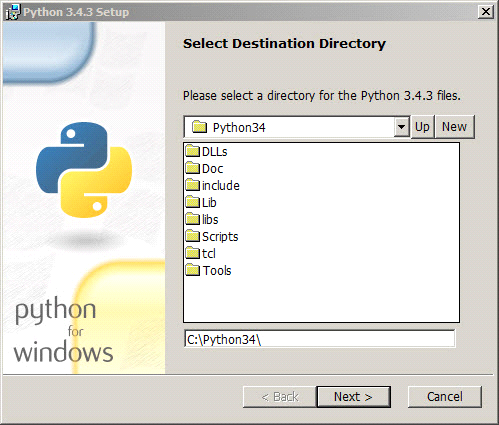 Python 3.4.3 Setup
Select Destination Directory
Please select a directory for the Python 3.4.3 files.
Python34 Up New
DLLs
Doc
include
Lib
libs
Scripts
tcl
Tools
C:\Python34\
python
for
windows
< Back Next > Cancel